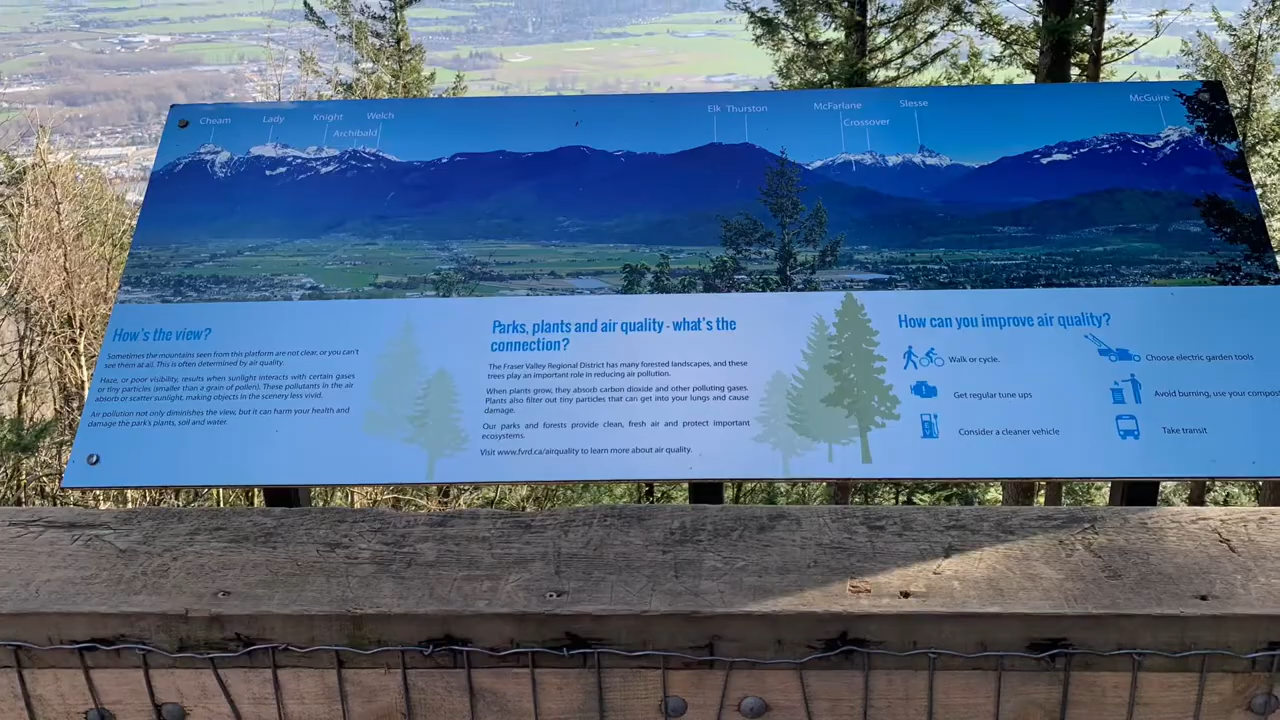 Cheam
Lady
Knight
Archibald
Welch
Elk Thurston
McFarlane
Crossover
Slesse
McGuire
How's the view?
Sometimes the mountains seen from this platform are not clear, or you can't
see them at all. This is often determined by air quality.
Haze, or poor visibility, results when sunlight interacts with certain gases
or tiny particles (smaller than a grain of pollen). These pollutants in the air
absorb or scatter sunlight, making objects in the scenery less vivid.
Air pollution not only diminishes the view, but it can harm your health and
damage the park's plants, soil and water.
Parks, plants and air quality - what's the
connection?
The Fraser Valley Regional District has many forested landscapes, and these
trees play an important role in reducing air pollution.
When plants grow, they absorb carbon dioxide and other polluting gases.
Plants also filter out tiny particles that can get into your lungs and cause
damage.
Our parks and forests provide clean, fresh air and protect important
ecosystems.
Visit www.fvrd.ca/airquality to learn more about air quality.
How can you improve air quality?
Walk or cycle.
Get regular tune ups
Consider a cleaner vehicle
Choose electric garden tools
Avoid burning, use your compos
Take transit